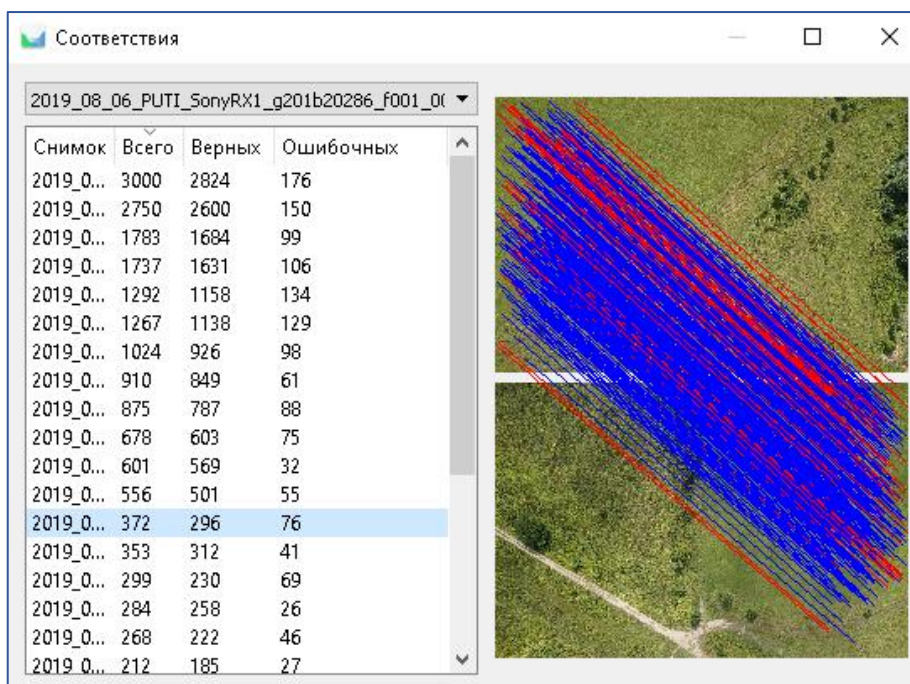 Соответствия
2019_08_06_PUTI_SonyRX1_g201b20286_f001_0(
Снимок Всего Верных Ошибочных
2019_0... 3000 2824 176
2019_0... 2750 2600 150
2019_0... 1783 1684 99
2019_0... 1737 1631 106
2019_0... 1292 1158 134
2019_0... 1267 1138 129
2019_0... 1024 926 98
2019_0... 910 849 61
2019_0... 875 787 88
2019_0... 678 603 75
2019_0... 601 569 32
2019_0... 556 501 55
2019_0... 372 296 76
2019_0... 353 312 41
2019_0... 299 230 69
2019_0... 284 258 26
2019_0... 268 222 46
2019_0... 212 185 27